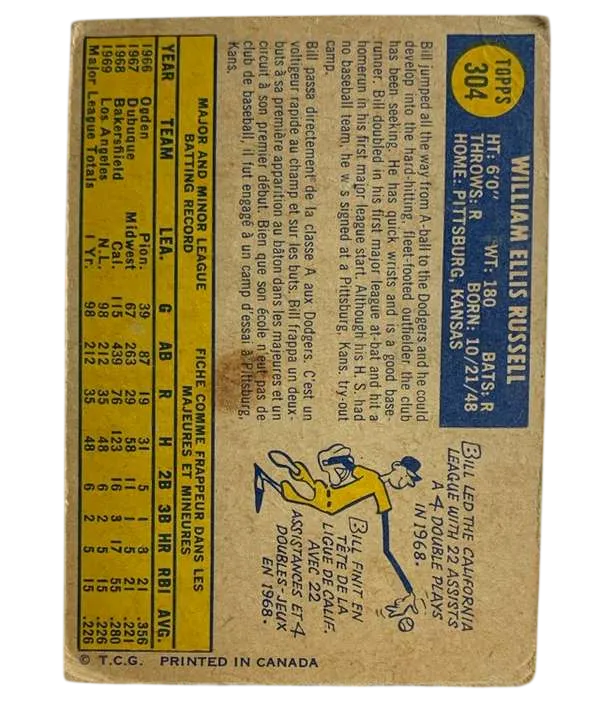 TOPPS
304
WILLIAM ELLIS RUSSELL
HT: 6'0" WT: 180 BATS: R
THROWS: R BORN: 10/21/48
HOME: PITTSBURG, KANSAS
Bill jumped all the way from A-ball to the Dodgers and he could
develop into the hard-hitting, fleet-footed outfielder, the club
has been seeking. He has quick wrists and is a good base-
runner. Bill doubled in his first major league at-bat and hit a
homerun in his first major league start. Although his H. S. had
no baseball team, he w s signed at a Pittsburg, Kans. try-out
camp.
Bill passa directement de la classe A aux Dodgers. C'est un
voltigeur rapide au champ et sur les buts. Bill frappa un deux-
buts à sa première apparition au bâton dans les majeures et un
circuit à son premier début. Bien que son école n'eut pas de
club de baseball, il fut engagé à un camp d'essai à Pittsburg,
Kans.
BILL LED THE CALIFORNIA
LEAGUE WITH 22 ASSISTS
& 4 DOUBLE PLAYS
IN 1968.
BILL FINIT EN
TÊTE DE LA
LIGUE DE CALIF.
AVEC 22
ASSISTANCES ET 4
DOUBLES-JEUX
EN 1968.
MAJOR AND MINOR LEAGUE
BATTING RECORD
FICHE COMME FRAPPEUR DANS LES
MAJEURES ET MINEURES
YEAR TEAM LEA. G AB R H 2B 3B HR RBI AVG.
1966 Ogden Pion. 39 87 19 31 5 1 8 21 .356
1967 Dubuque Midwest 67 263 29 58 11 1 5 21 .221
1968 Bakersfield Cal. 115 439 76 123 16 3 17 55 .280
1969 Los Angeles N.L. 98 212 35 48 6 2 5 15 .226
Major League Totals 1 Yr. 98 212 35 48 6 2 5 15 .226
© T.C.G. PRINTED IN CANADA